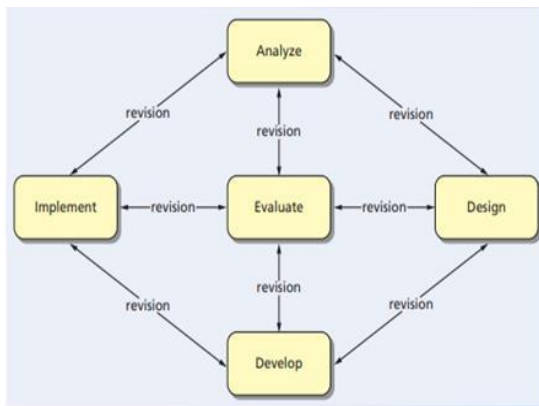 Analyze
revision
revision
revision
Implement
revision
Evaluate
revision
Design
revision
revision
revision
Develop